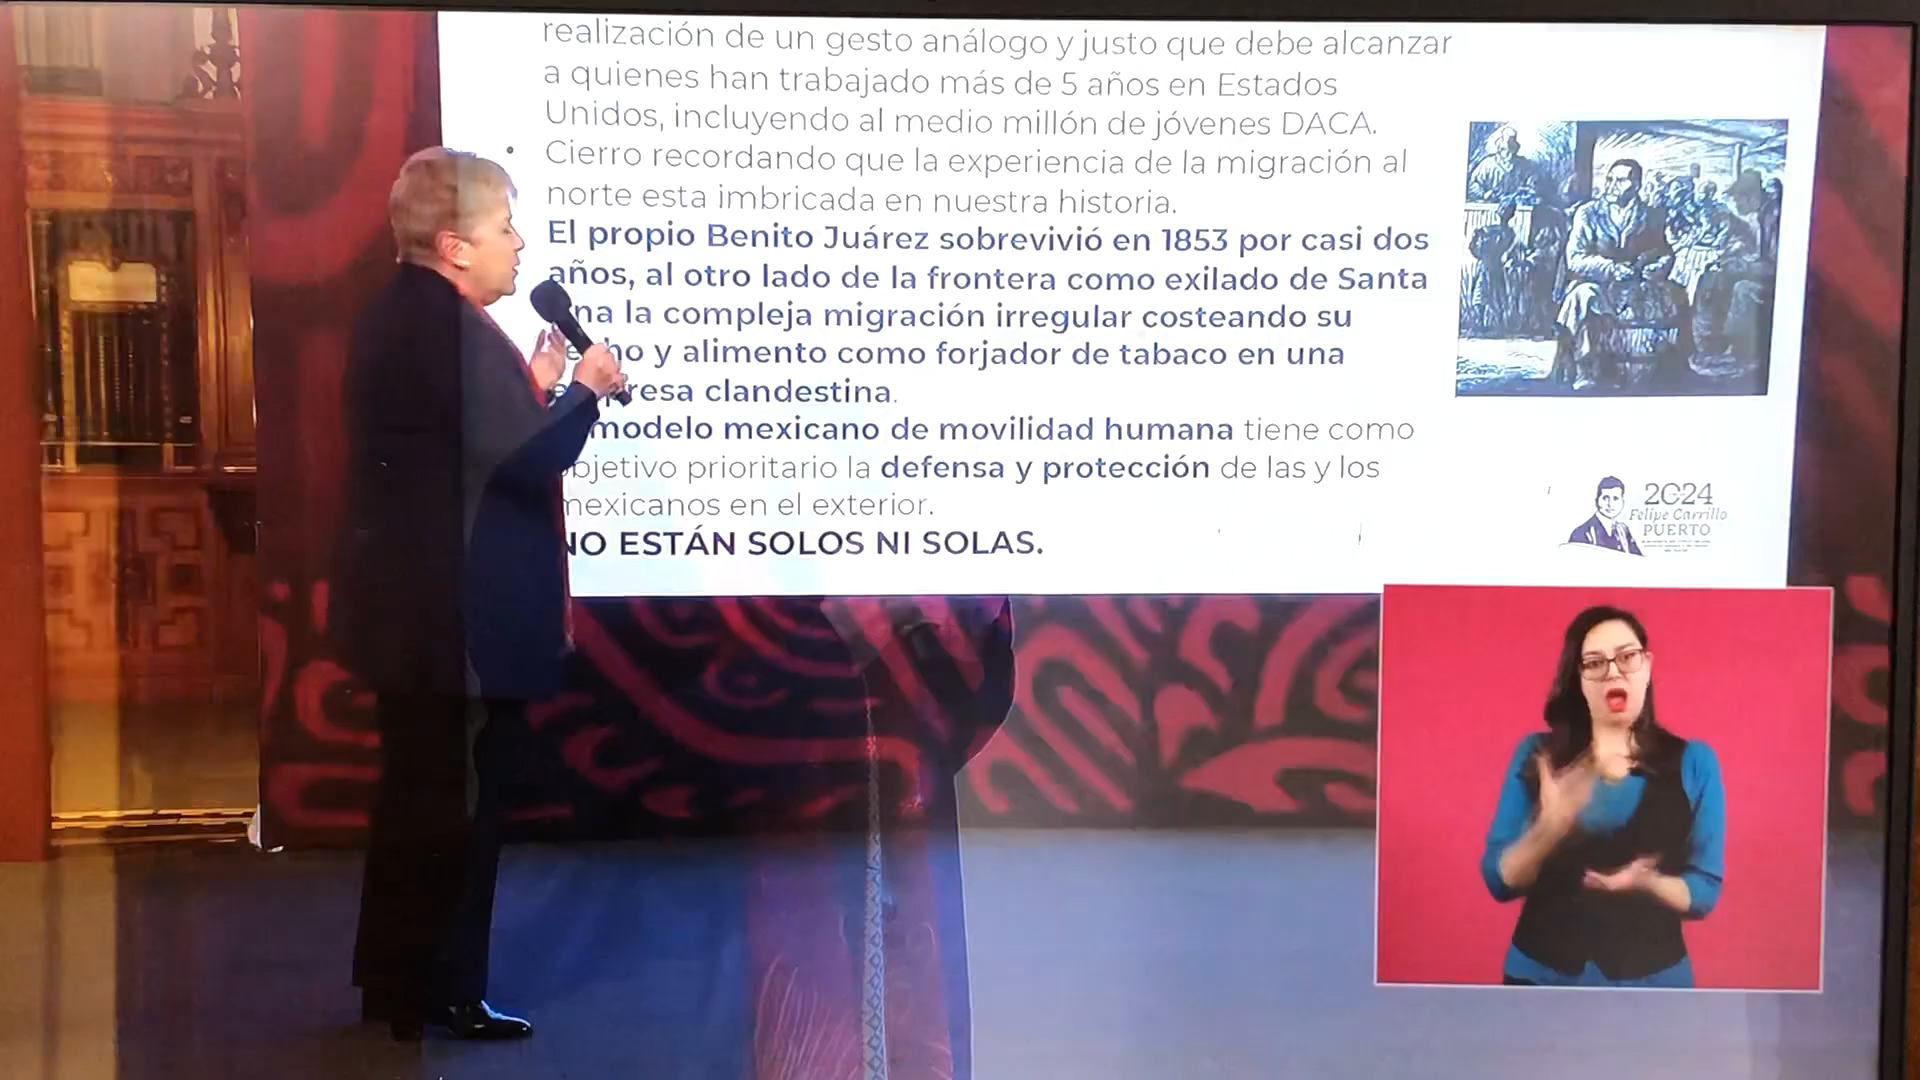 realización de un gesto análogo y justo que debe alcanzar
a quienes han trabajado más de 5 años en Estados
Unidos, incluyendo al medio millón de jóvenes DACA.
• Cierro recordando que la experiencia de la migración al
norte esta imbricada en nuestra historia.
El propio Benito Juárez sobrevivió en 1853 por casi dos
años, al otro lado de la frontera como exilado de Santa
na la compleja migración irregular costeando su
y alimento como forjador de tabaco en una
resa clandestina.
modelo mexicano de movilidad humana tiene como
bjetivo prioritario la defensa y protección de las y los
mexicanos en el exterior.
NO ESTÁN SOLOS NI SOLAS.
2024
Felipe Carrillo
PUERTO